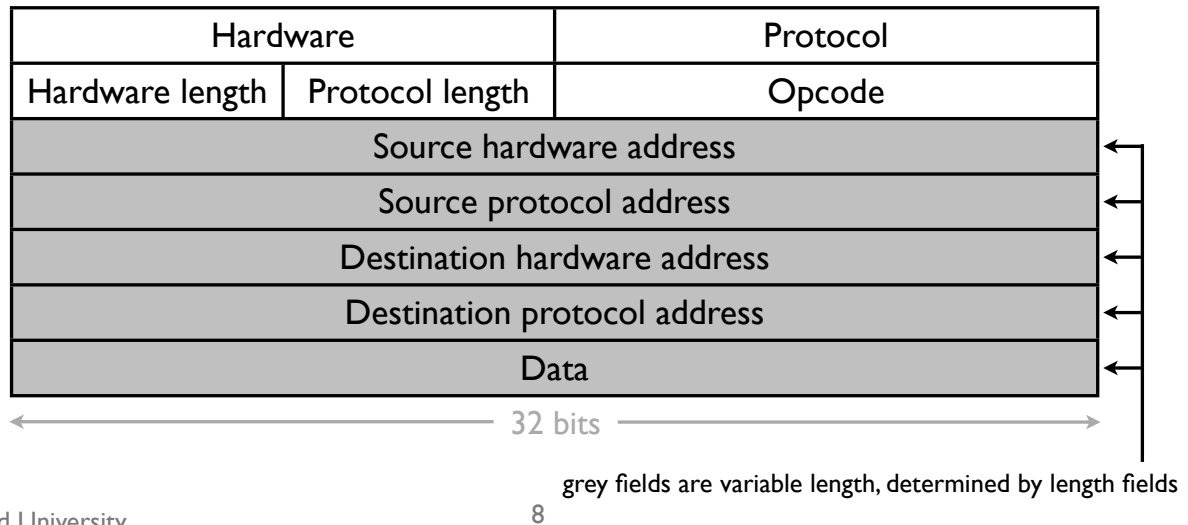 Hardware Protocol
Hardware length Protocol length Opcode
Source hardware address
Source protocol address
Destination hardware address
Destination protocol address
Data
32 bits
grey fields are variable length, determined by length fields
d University 8